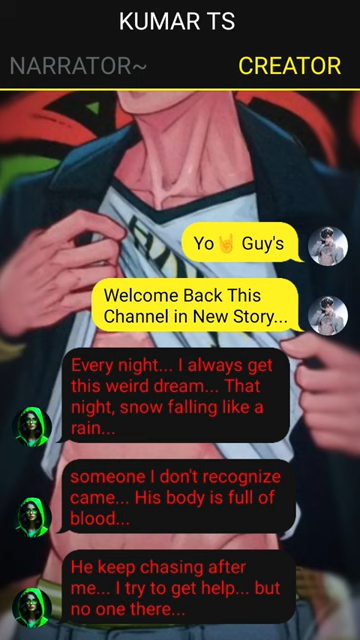 KUMAR TS
NARRATOR~ CREATOR
Yo🤘 Guy's
Welcome Back This
Channel in New Story...
Every night... I always get
this weird dream... That
night, snow falling like a
rain...
someone I don't recognize
came... His body is full of
blood...
He keep chasing after
me... I try to get help... but
no one there...